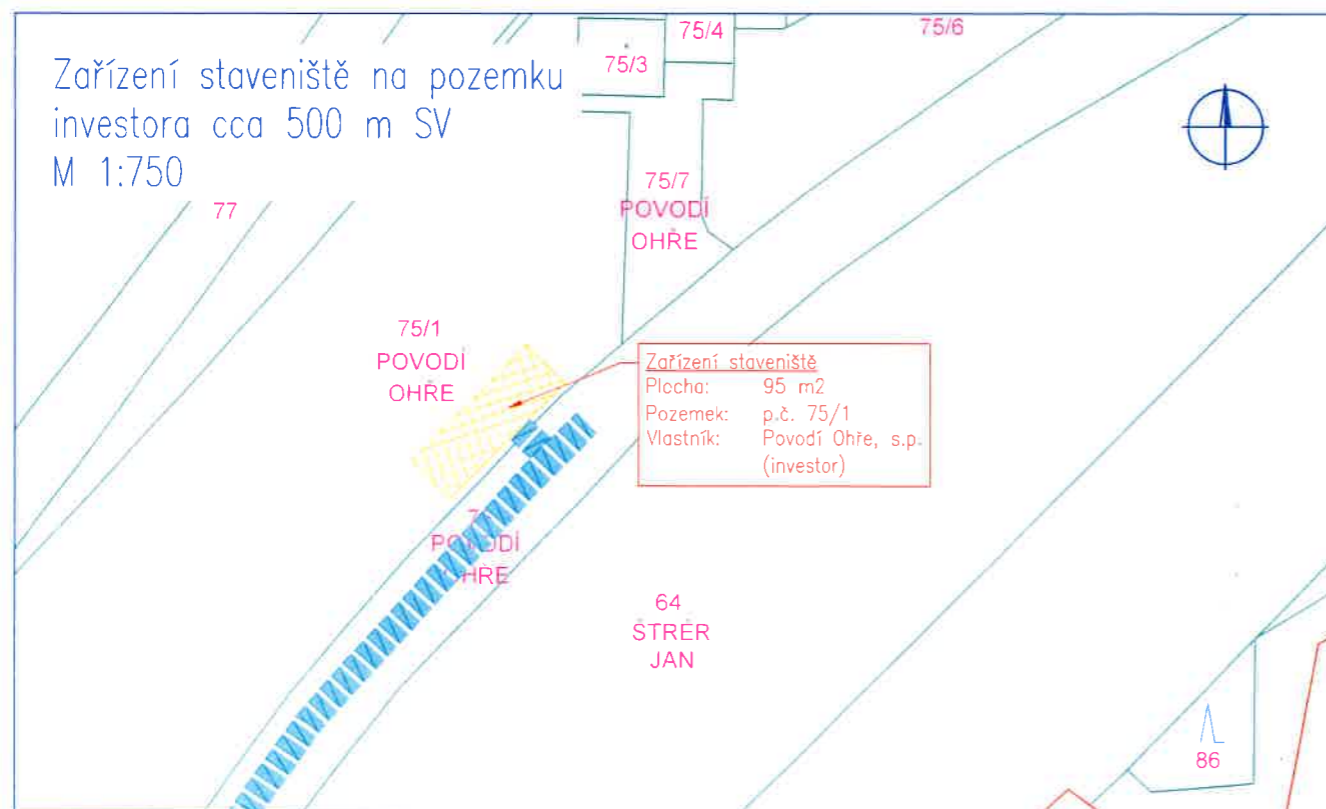 Zařízení staveniště na pozemku
investora cca 500 m SV
M 1:750
75/4
75/6
75/3
77
75/7
POVODÍ
OHŘE
75/1
POVODÍ
OHŘE
Zařízení staveniště
Plocha: 95 m2
Pozemek: p.č. 75/1
Vlastník: Povodí Ohře, s.p.
(investor)
POVODÍ
OHŘE
64
ŠTRER
JAN
86